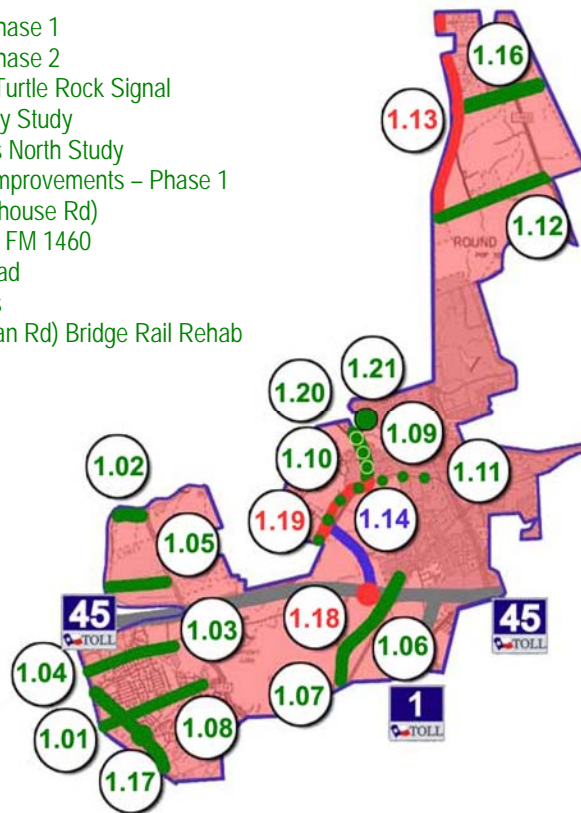 hase 1
hase 2
Turtle Rock Signal
y Study
s North Study
mprovements – Phase 1
house Rd)
FM 1460
ad
s
an Rd) Bridge Rail Rehab
1.16
1.13
1.12
ROUND
1.21
1.20
1.09
1.10
1.11
1.02
1.19
1.14
1.05
45
TOLL
1.03
1.18
45
TOLL
1.04
1.06
1.07
1
TOLL
1.01
1.08
1.17